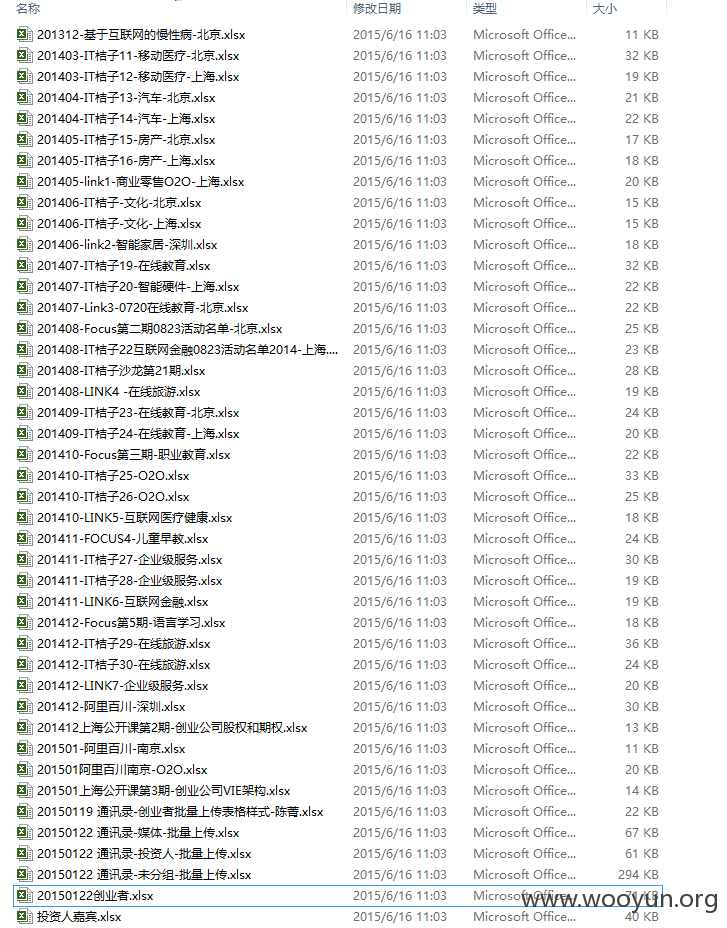 名称 修改日期 类型 大小
201312-基于互联网的慢性病-北京.xlsx 2015/6/16 11:03 Microsoft Office... 11 KB
201403-IT桔子11-移动医疗-北京.xlsx 2015/6/16 11:03 Microsoft Office... 32 KB
201403-IT桔子12-移动医疗-上海.xlsx 2015/6/16 11:03 Microsoft Office... 19 KB
201404-IT桔子13-汽车-北京.xlsx 2015/6/16 11:03 Microsoft Office... 21 KB
201404-IT桔子14-汽车-上海.xlsx 2015/6/16 11:03 Microsoft Office... 22 KB
201405-IT桔子15-房产-北京.xlsx 2015/6/16 11:03 Microsoft Office... 17 KB
201405-IT桔子16-房产-上海.xlsx 2015/6/16 11:03 Microsoft Office... 18 KB
201405-link1-商业零售O2O-上海.xlsx 2015/6/16 11:03 Microsoft Office... 20 KB
201406-IT桔子-文化-北京.xlsx 2015/6/16 11:03 Microsoft Office... 15 KB
201406-IT桔子-文化-上海.xlsx 2015/6/16 11:03 Microsoft Office... 15 KB
201406-link2-智能家居-深圳.xlsx 2015/6/16 11:03 Microsoft Office... 18 KB
201407-IT桔子19-在线教育.xlsx 2015/6/16 11:03 Microsoft Office... 32 KB
201407-IT桔子20-智能硬件-上海.xlsx 2015/6/16 11:03 Microsoft Office... 22 KB
201407-Link3-0720在线教育-北京.xlsx 2015/6/16 11:03 Microsoft Office... 22 KB
201408-Focus第二期0823活动名单-北京.xlsx 2015/6/16 11:03 Microsoft Office... 25 KB
201408-IT桔子22互联网金融0823活动名单2014-上海.... 2015/6/16 11:03 Microsoft Office... 23 KB
201408-IT桔子沙龙第21期.xlsx 2015/6/16 11:03 Microsoft Office... 28 KB
201408-LINK4 -在线旅游.xlsx 2015/6/16 11:03 Microsoft Office... 19 KB
201409-IT桔子23-在线教育-北京.xlsx 2015/6/16 11:03 Microsoft Office... 24 KB
201409-IT桔子24-在线教育-上海.xlsx 2015/6/16 11:03 Microsoft Office... 20 KB
201410-Focus第三期-职业教育.xlsx 2015/6/16 11:03 Microsoft Office... 22 KB
201410-IT桔子25-O2O.xlsx 2015/6/16 11:03 Microsoft Office... 33 KB
201410-IT桔子26-O2O.xlsx 2015/6/16 11:03 Microsoft Office... 25 KB
201410-LINK5-互联网医疗健康.xlsx 2015/6/16 11:03 Microsoft Office... 18 KB
201411-FOCUS4-儿童早教.xlsx 2015/6/16 11:03 Microsoft Office... 24 KB
201411-IT桔子27-企业级服务.xlsx 2015/6/16 11:03 Microsoft Office... 30 KB
201411-IT桔子28-企业级服务.xlsx 2015/6/16 11:03 Microsoft Office... 19 KB
201411-LINK6-互联网金融.xlsx 2015/6/16 11:03 Microsoft Office... 19 KB
201412-Focus第5期-语言学习.xlsx 2015/6/16 11:03 Microsoft Office... 18 KB
201412-IT桔子29-在线旅游.xlsx 2015/6/16 11:03 Microsoft Office... 36 KB
201412-IT桔子30-在线旅游.xlsx 2015/6/16 11:03 Microsoft Office... 24 KB
201412-LINK7-企业级服务.xlsx 2015/6/16 11:03 Microsoft Office... 20 KB
201412-阿里百川-深圳.xlsx 2015/6/16 11:03 Microsoft Office... 30 KB
201412上海公开课第2期-创业公司股权和期权.xlsx 2015/6/16 11:03 Microsoft Office... 13 KB
201501-阿里百川-南京.xlsx 2015/6/16 11:03 Microsoft Office... 11 KB
201501阿里百川南京-O2O.xlsx 2015/6/16 11:03 Microsoft Office... 20 KB
201501上海公开课第3期-创业公司VIE架构.xlsx 2015/6/16 11:03 Microsoft Office... 14 KB
20150119 通讯录-创业者批量上传表格样式-陈菁.xlsx 2015/6/16 11:03 Microsoft Office... 22 KB
20150122 通讯录-媒体-批量上传.xlsx 2015/6/16 11:03 Microsoft Office... 67 KB
20150122 通讯录-投资人-批量上传.xlsx 2015/6/16 11:03 Microsoft Office... 61 KB
20150122 通讯录-未分组-批量上传.xlsx 2015/6/16 11:03 Microsoft Office... 294 KB
20150122创业者.xlsx 2015/6/16 11:03 Microsoft Office... 71 KB
www.wooyun.org
投资人嘉宾.xlsx 2015/6/16 11:03 Microsoft Office... 40 KB